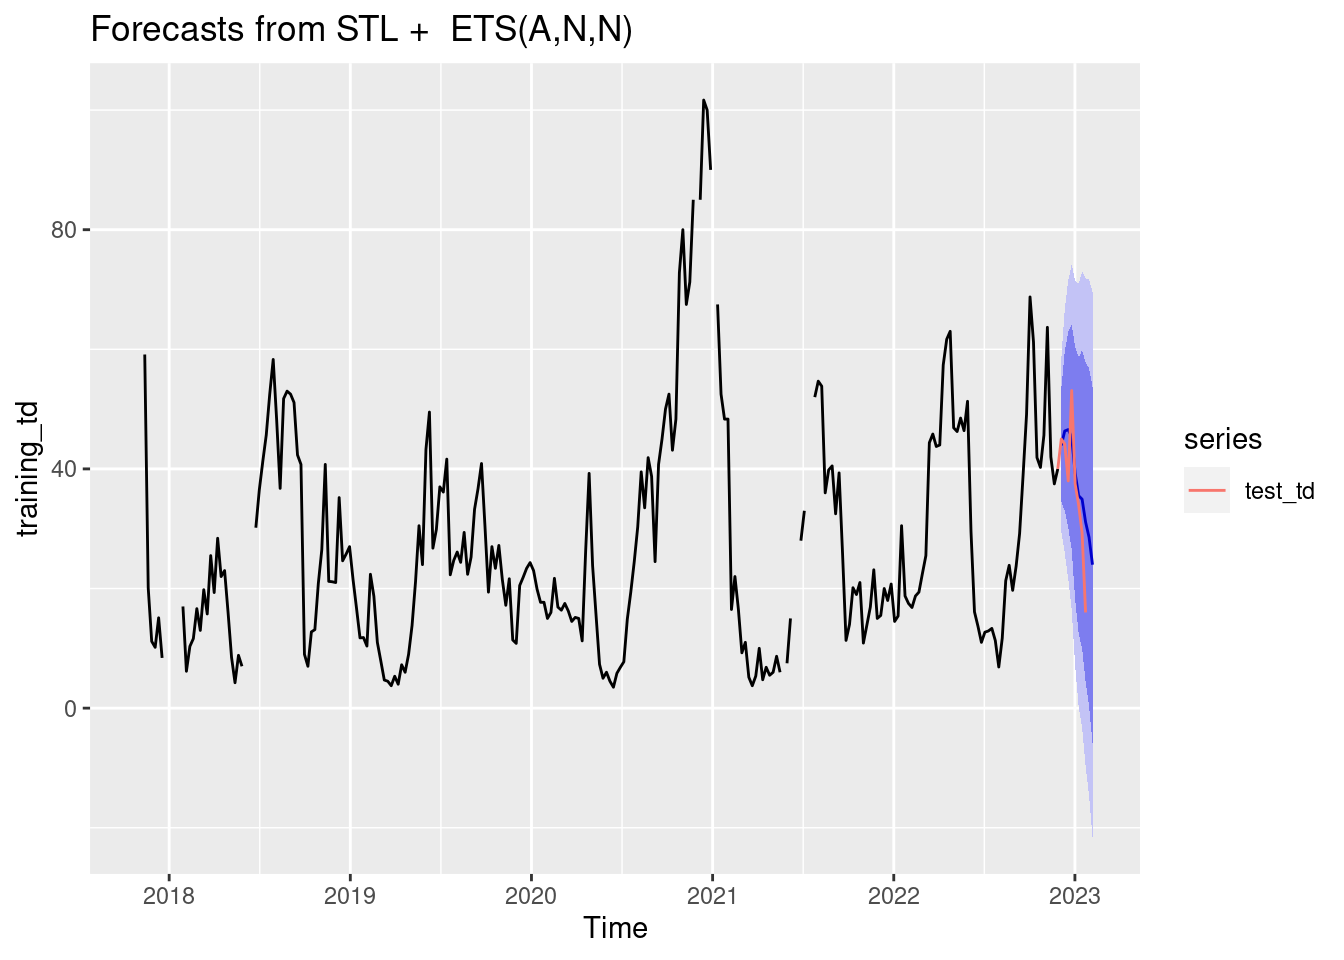 Forecasts from STL +  ETS(A,N,N)
training_td
80
40
0
2018
2019
2020
2021
2022
2023
Time
series
test_td